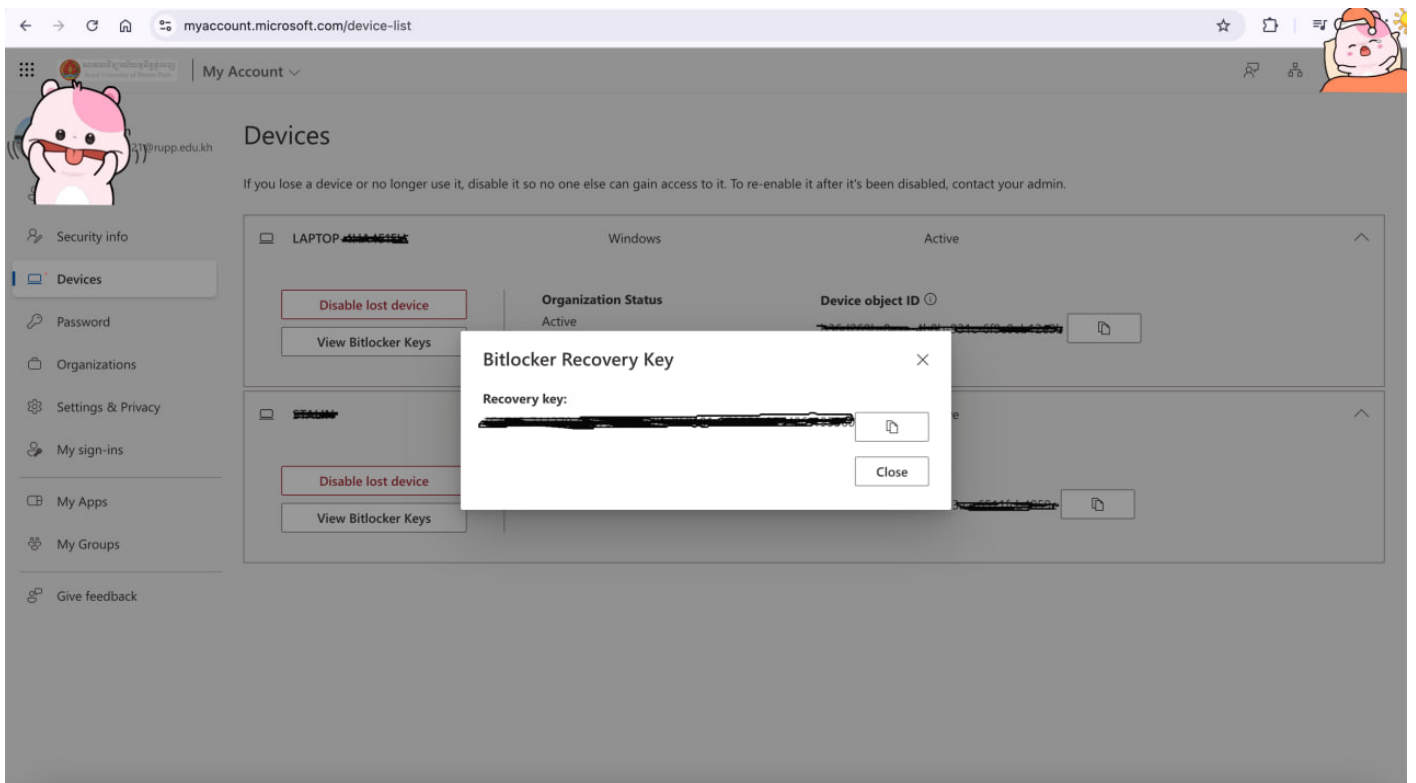 myaccount.microsoft.com/device-list
My Account
@rupp.edu.kh
Devices
If you lose a device or no longer use it, disable it so no one else can gain access to it. To re-enable it after it's been disabled, contact your admin.
Security info
Devices
Password
Organizations
Settings & Privacy
My sign-ins
My Apps
My Groups
Give feedback
LAPTOP Windows Active
Disable lost device
View Bitlocker Keys
Organization Status
Active
Device object ID
Bitlocker Recovery Key
Recovery key:
Close
Disable lost device
View Bitlocker Keys